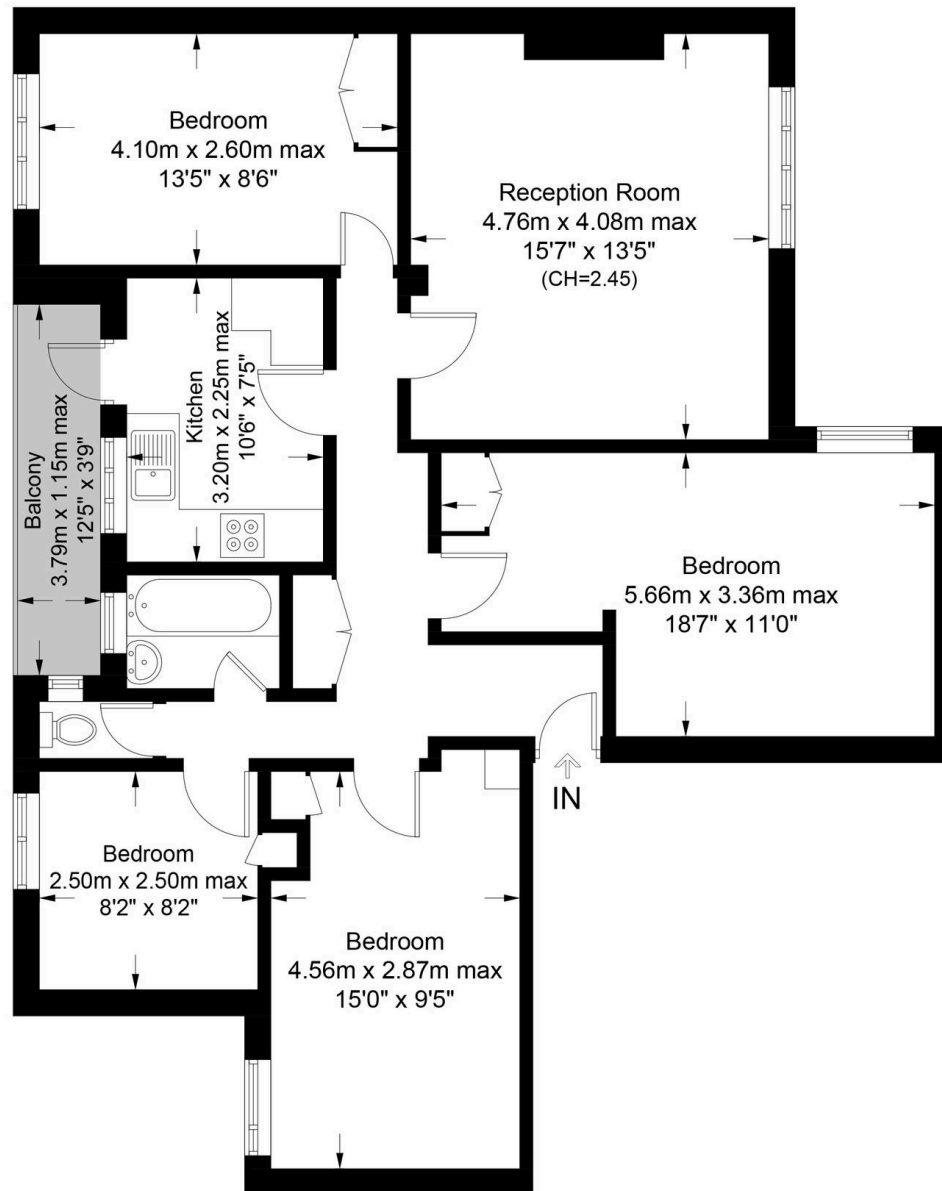 Bedroom
4.10m x 2.60m max
13'5" x 8'6"
Reception Room
4.76m x 4.08m max
15'7" x 13'5"
(CH=2.45)
Kitchen
3.20m x 2.25m max
10'6" x 7'5"
Balcony
3.79m x 1.15m max
12'5" x 3'9"
Bedroom
5.66m x 3.36m max
18'7" x 11'0"
IN
Bedroom
2.50m x 2.50m max
8'2" x 8'2"
Bedroom
4.56m x 2.87m max
15'0" x 9'5"